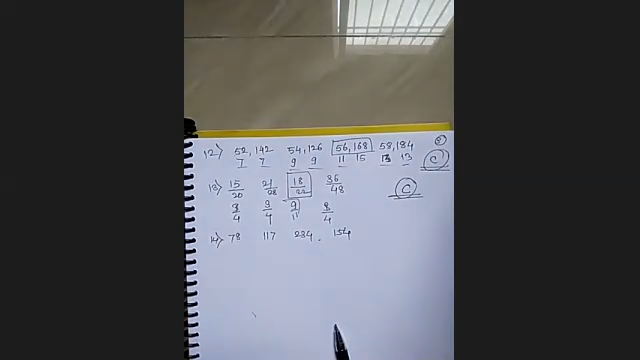 12) 52,142 54,126 56,168 58,184
7 7 9 9 11 15 13 13 C
13) 15/20 21/28 18/22 36/48 C
3/4 3/4 9/11 3/4
14) 78 117 234 154